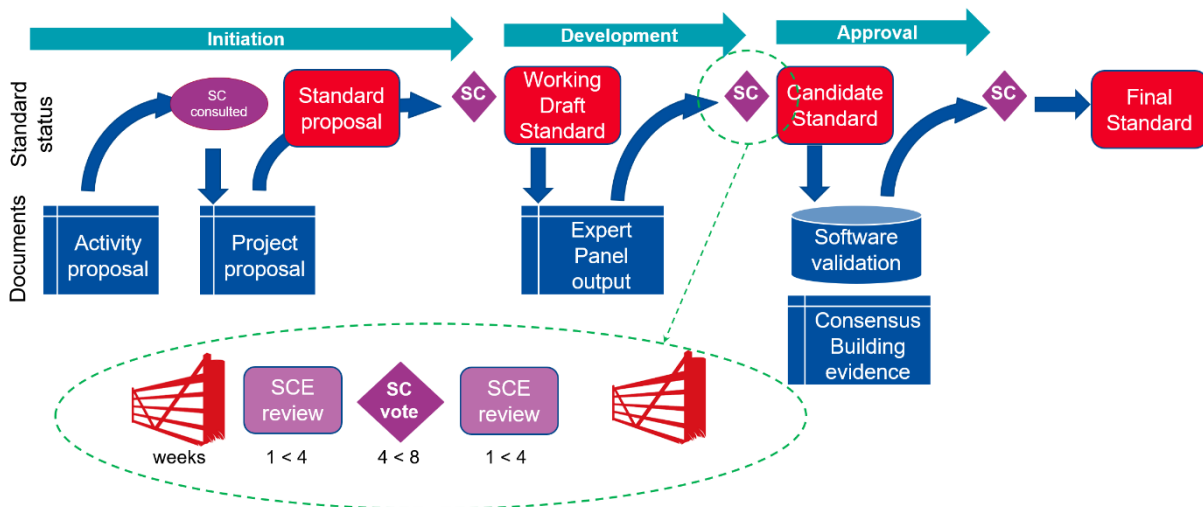 Initiation
Development
Approval
Standard
status
SC
consulted
Standard
proposal
SC
Working
Draft
Standard
SC
Candidate
Standard
SC
Final
Standard
Documents
Activity
proposal
Project
proposal
Expert
Panel
output
Software
validation
Consensus
Building
evidence
SCE
review
SC
vote
SCE
review
weeks
1 < 4
4 < 8
1 < 4